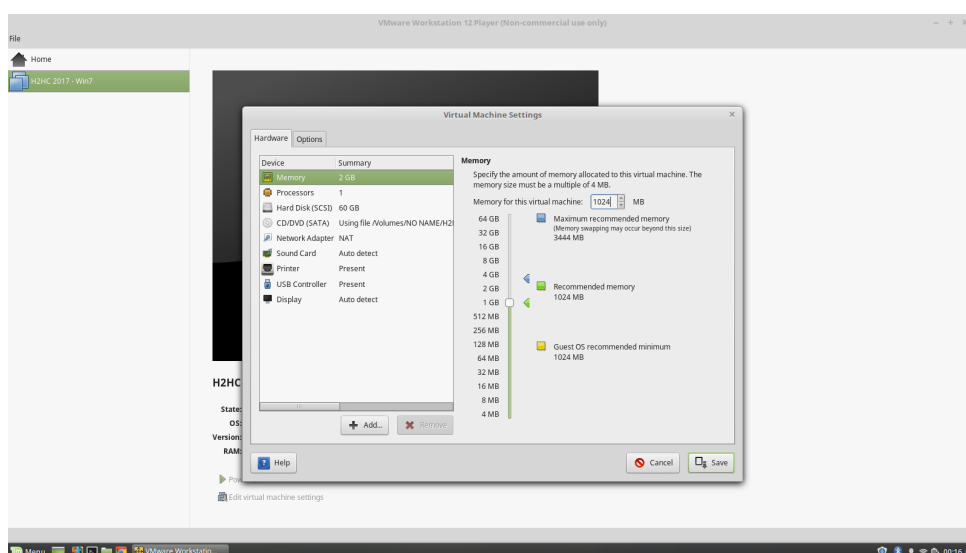 VMware Workstation 12 Player (Non-commercial use only)
File
Home
H2HC 2017 - Win7
Virtual Machine Settings
Hardware
Options
Device
Summary
Memory
2 GB
Processors
1
Hard Disk (SCSI)
60 GB
CD/DVD (SATA)
Using file /Volumes/NO NAME/H2
Network Adapter
NAT
Sound Card
Auto detect
Printer
Present
USB Controller
Present
Display
Auto detect
Add...
Remove
Memory
Specify the amount of memory allocated to this virtual machine. The
memory size must be a multiple of 4 MB.
Memory for this virtual machine: 1024 MB
64 GB
32 GB
16 GB
8 GB
4 GB
2 GB
1 GB
512 MB
256 MB
128 MB
64 MB
32 MB
16 MB
8 MB
4 MB
Maximum recommended memory
(Memory swapping may occur beyond this size)
3444 MB
Recommended memory
1024 MB
Guest OS recommended minimum
1024 MB
Help
Cancel
Save
H2HC
State:
OS:
Version:
RAM:
Edit virtual machine settings
Menu
VMware Workstatio...
00:16